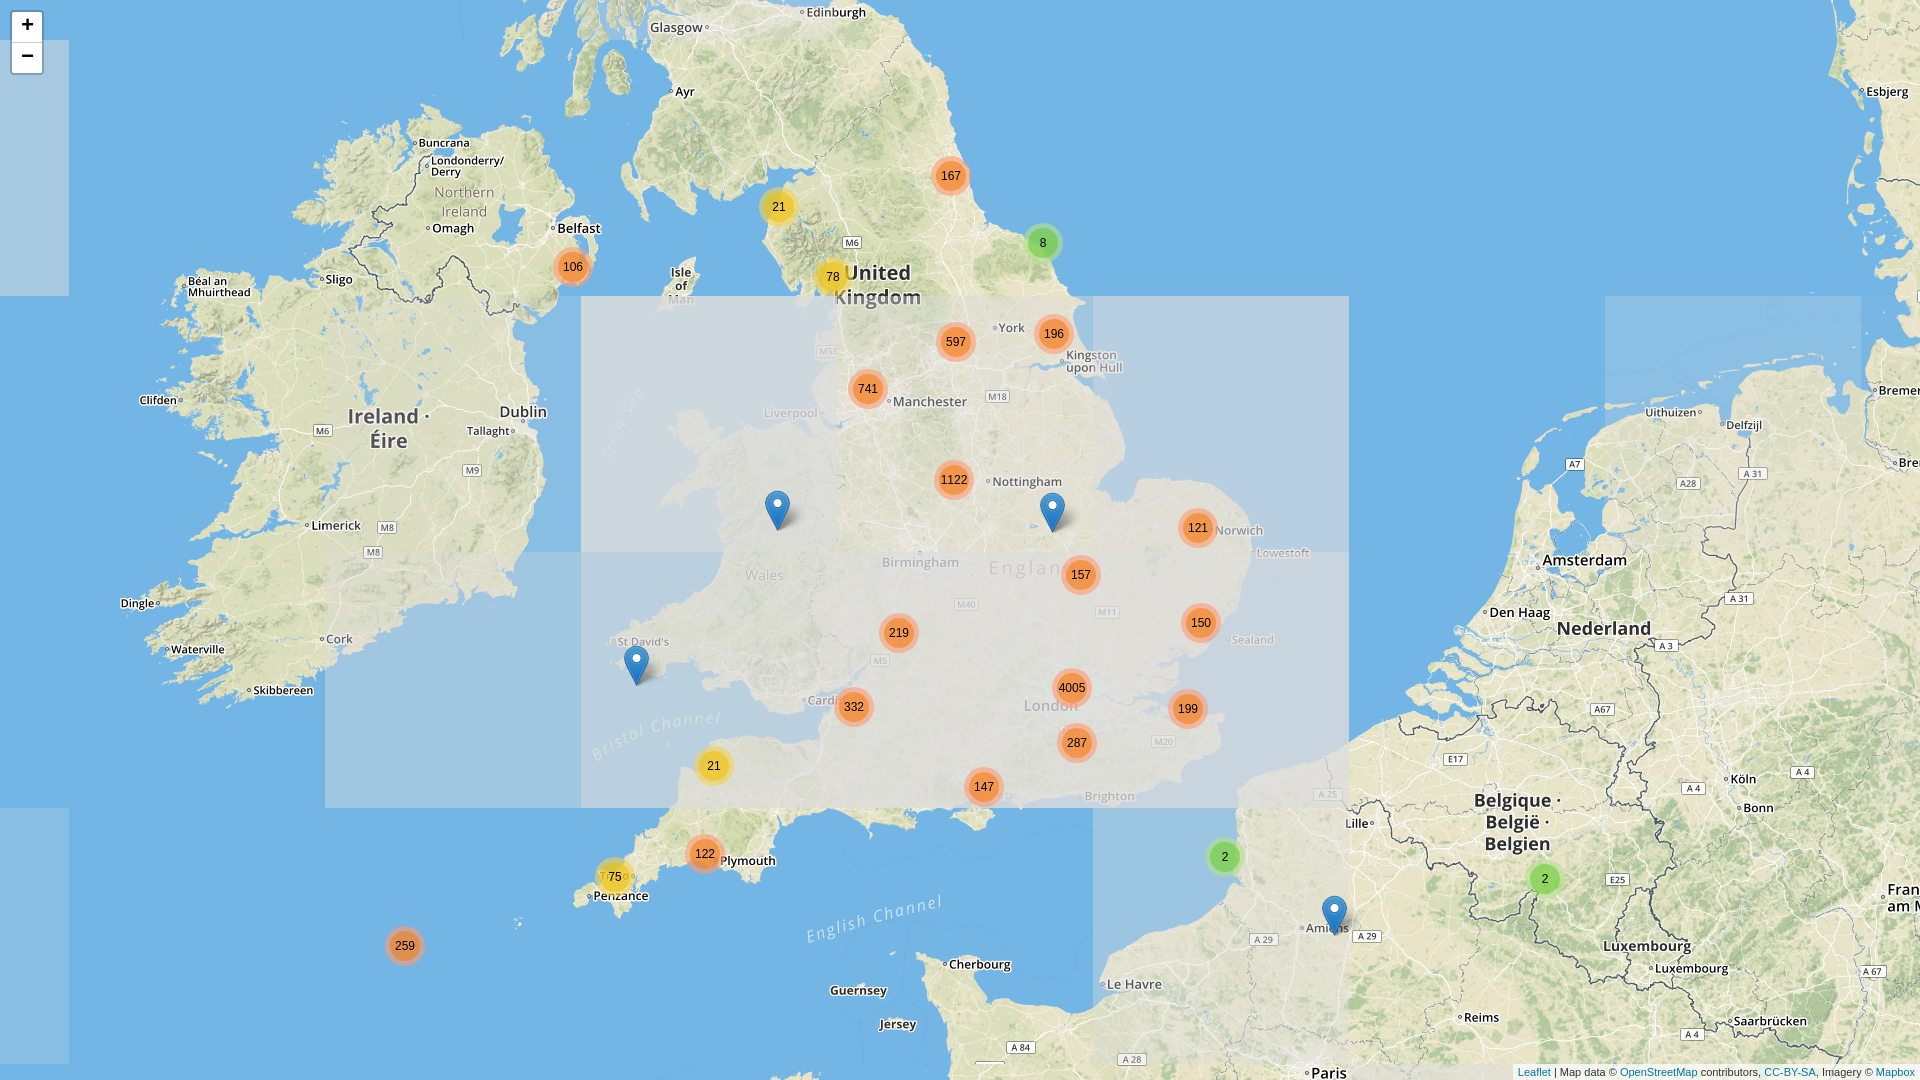 +
−
Edinburgh
Glasgow
Ayr
Esbjerg
Buncrana
Londonderry/
Derry
167
Northern
Ireland
21
Omagh
Belfast
M6
8
106
Isle
of
Man
78
United
Kingdom
Sligo
Béal an
Mhuirthead
York
196
597
M55
Kingston
upon Hull
741
Bremer
Clifden
Manchester
M18
Liverpool
Dublin
Uithuizen
Ireland ·
Éire
Delfzijl
M6
Tallaght
A7
M9
1122
Nottingham
A 31
A28
Limerick
M8
121
Norwich
M8
Lowestoft
Birmingham
Amsterdam
Wales
157
England
Dingle
M40
M11
Den Haag
A 31
150
Nederland
219
Cork
St David's
Sealand
A 3
Waterville
M5
Skibbereen
4005
332
London
199
A67
Bristol Channel
287
M20
E17
21
Köln
A 4
147
A 4
Brighton
A 25
Belgique ·
België ·
Belgien
Bonn
Lille
122
Plymouth
2
75
2
E25
Penzance
English Channel
Amiens
A 29
A 29
259
Luxembourg
Cherbourg
Luxembourg
A 67
Le Havre
Guernsey
Jersey
Reims
Saarbrücken
A 4
A 84
A 28
Paris
Leaflet | Map data © OpenStreetMap contributors, CC-BY-SA, Imagery © Mapbox